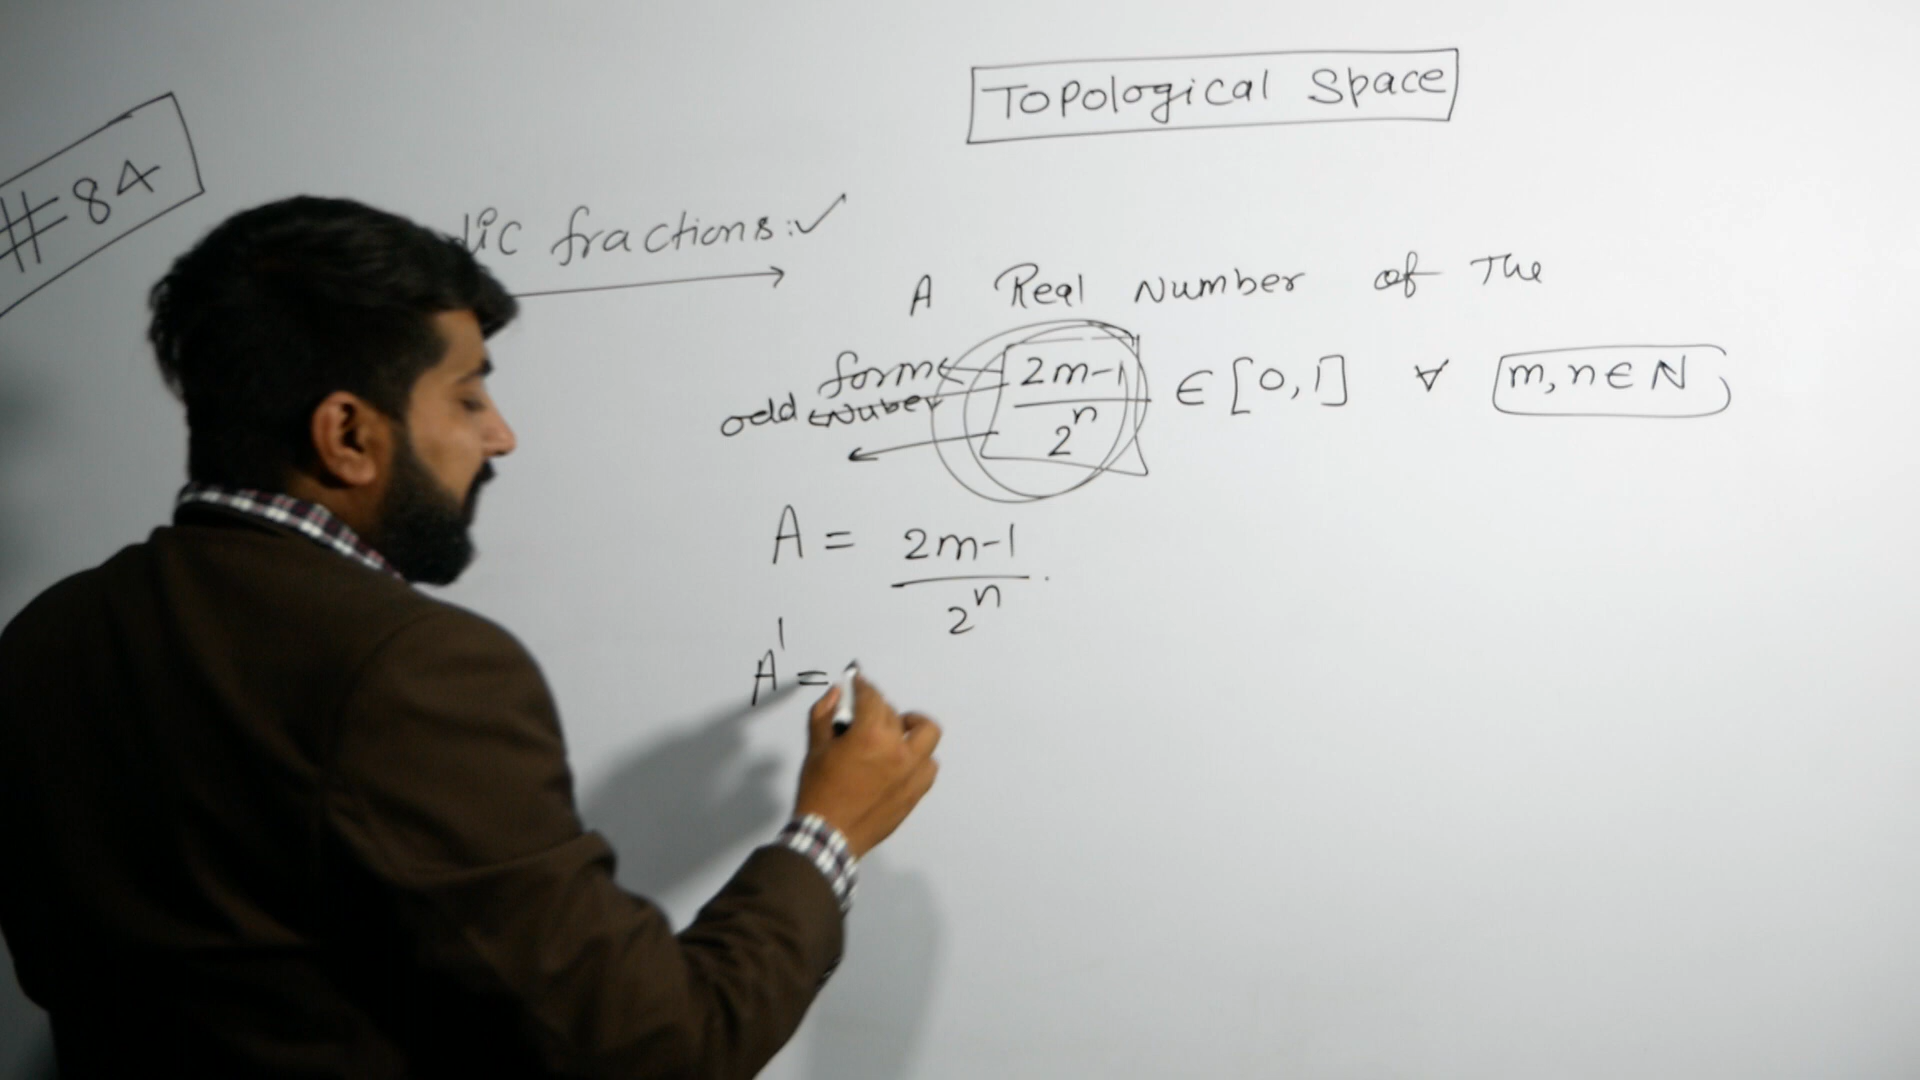 Topological Space
#84
dic fractions:✓
A Real Number of The
form 2m-1/2^n ∈ [0,1] ∀ m,n∈N
odd
A = 2m-1/2^n.
A' =